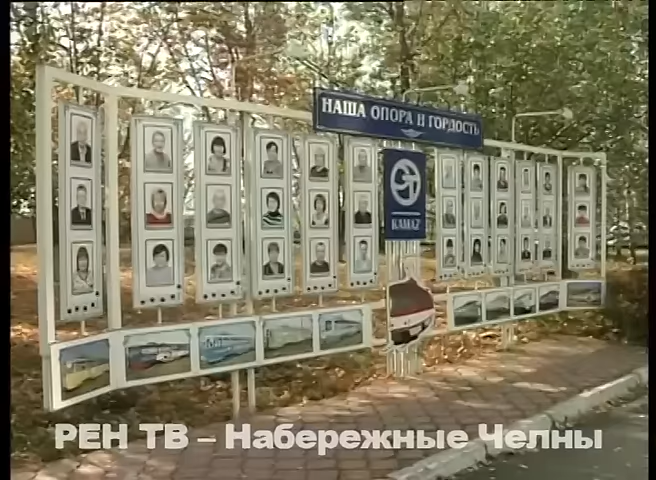 НАША ОПОРА И ГОРДОСТЬ
KAMAZ
РЕН ТВ – Набережные Челны